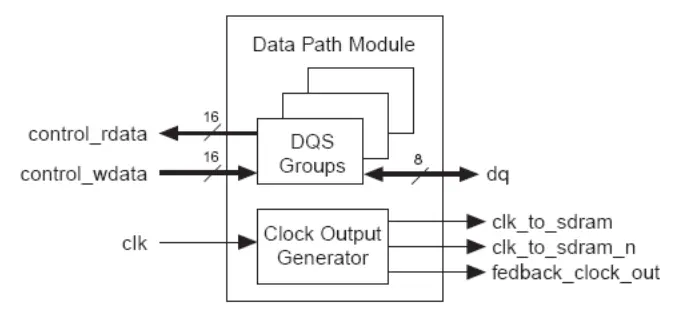 Data Path Module
16
control_rdata
DQS
Groups
16
control_wdata
8
dq
clk_to_sdram
clk
Clock Output
Generator
clk_to_sdram_n
fedback_clock_out